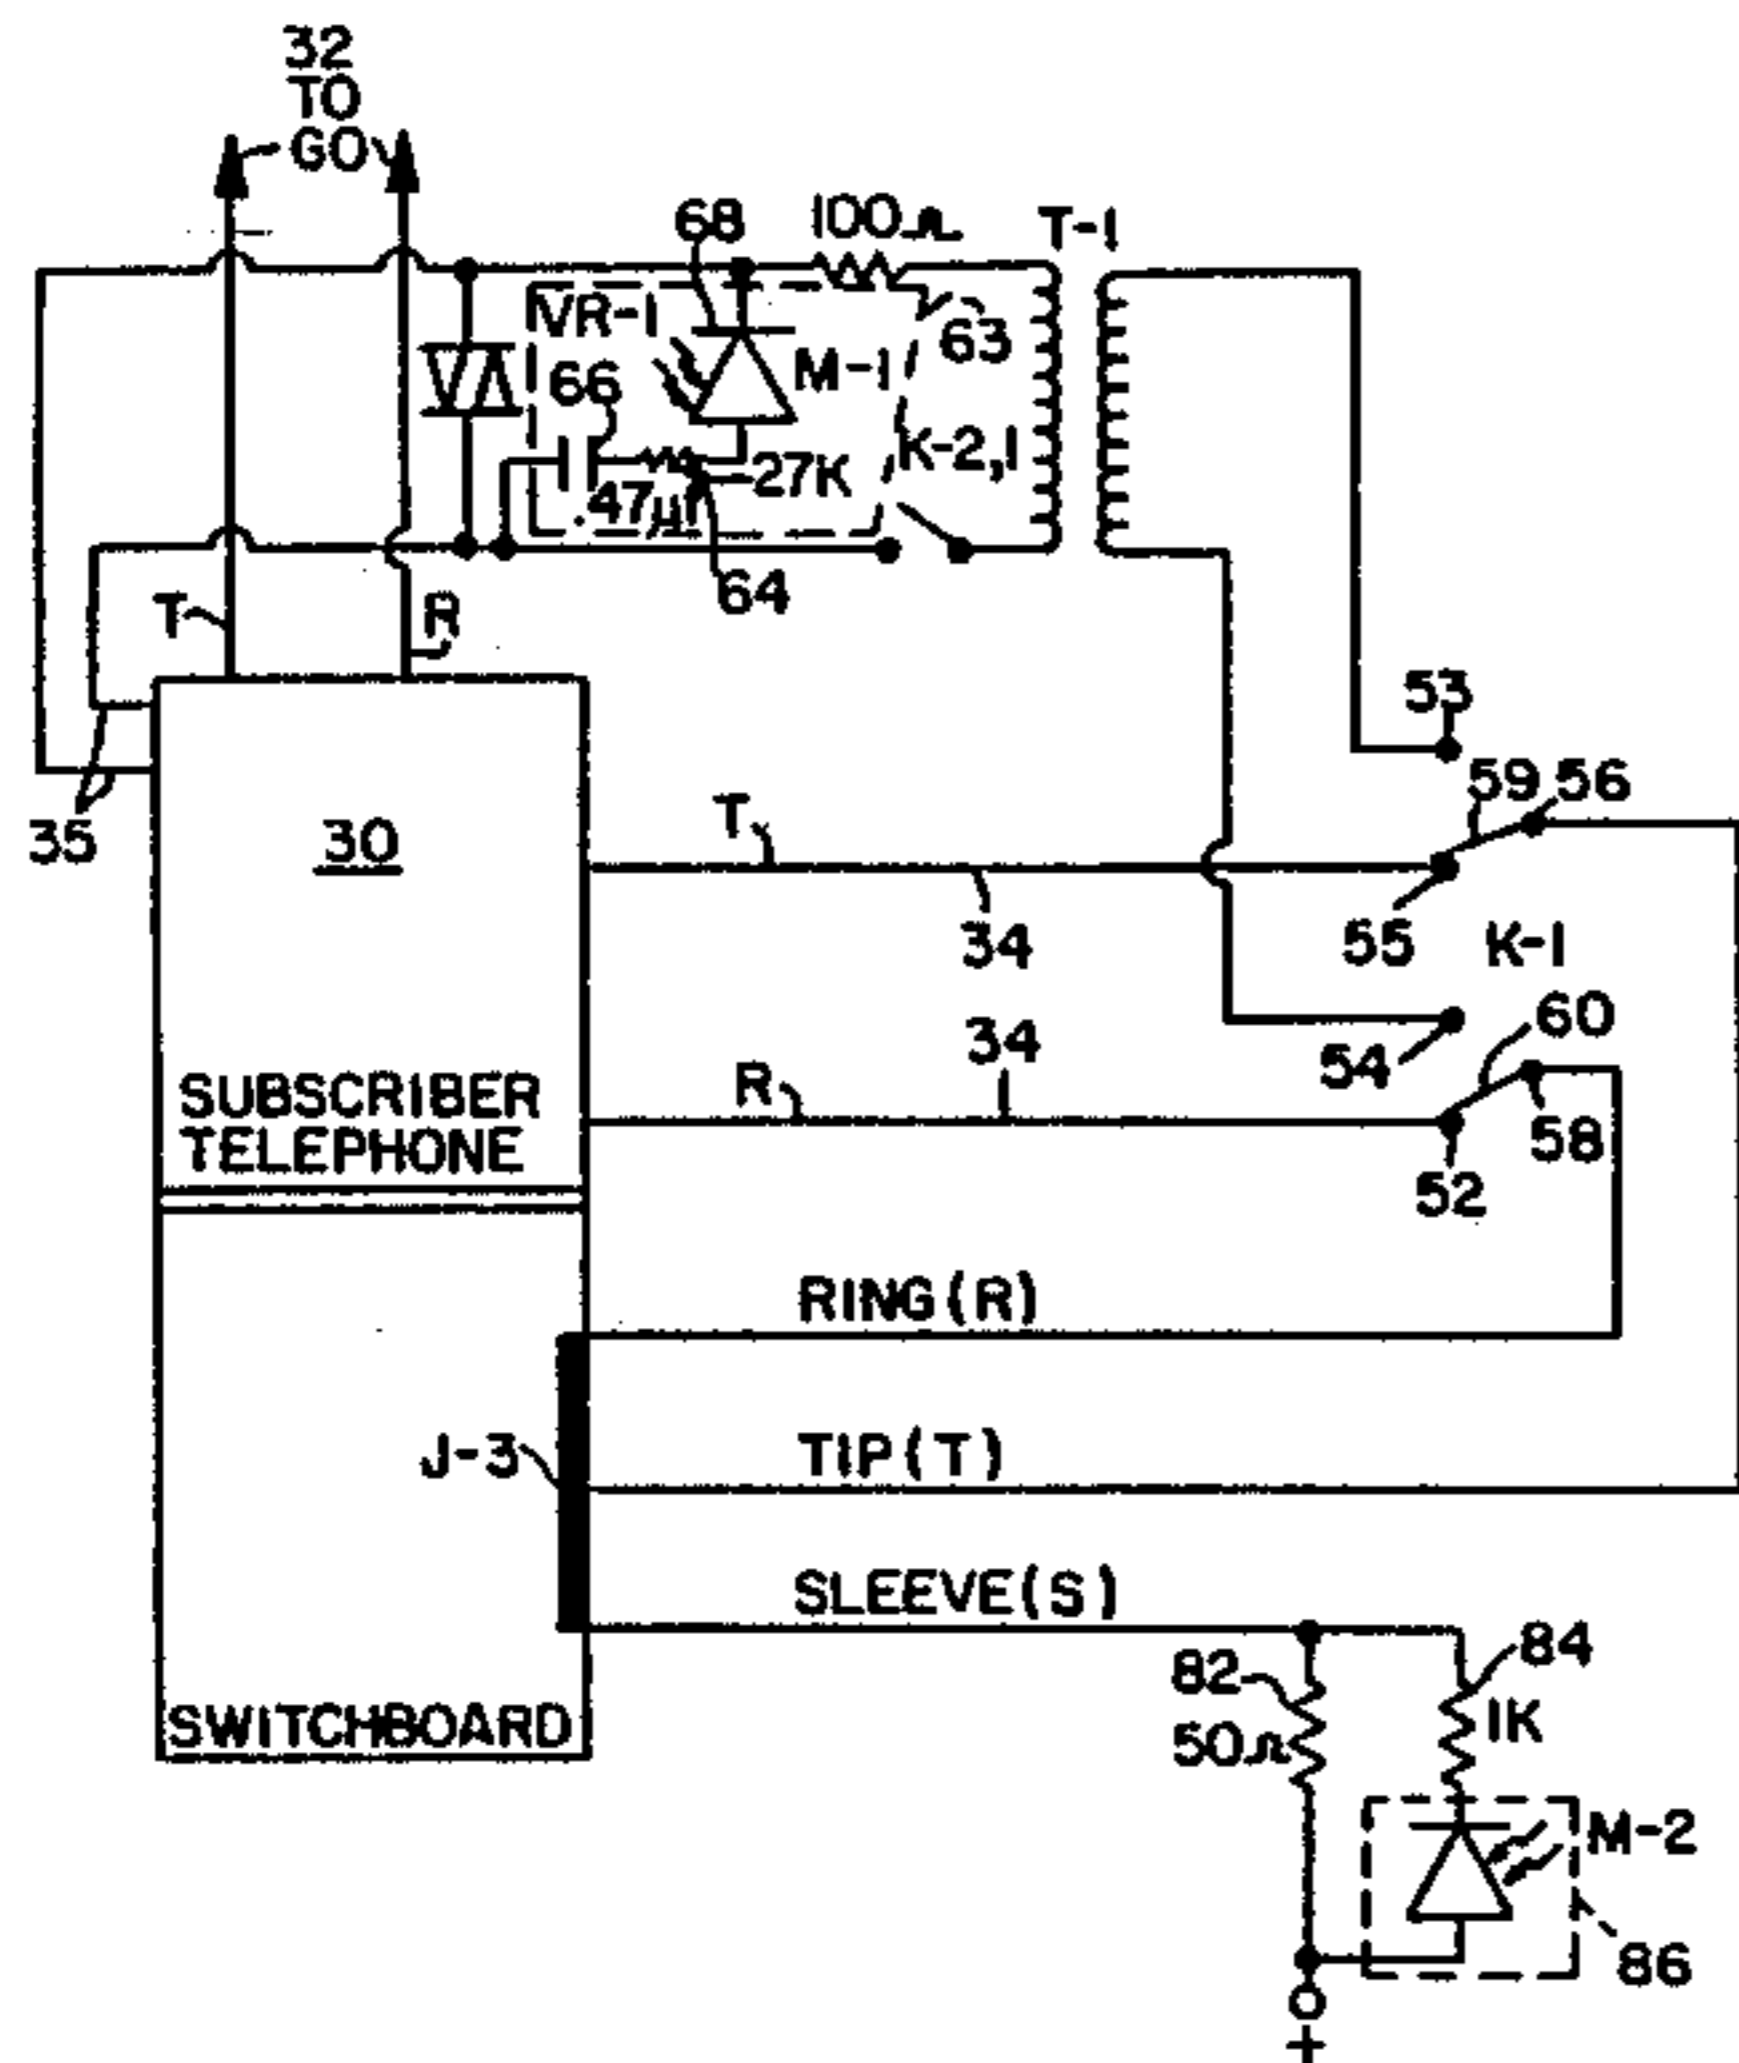 32
TO
GO
68
100Ω
T-1
VR-1
63
66
M-1
K-2,1
27K
.47µf
64
T
R
53
59
56
35
30
T
34
55
K-1
34
60
54
R
58
52
SUBSCRIBER
TELEPHONE
RING(R)
J-3
TIP(T)
SLEEVE(S)
84
82
1K
50Ω
SWITCHBOARD
M-2
86
+